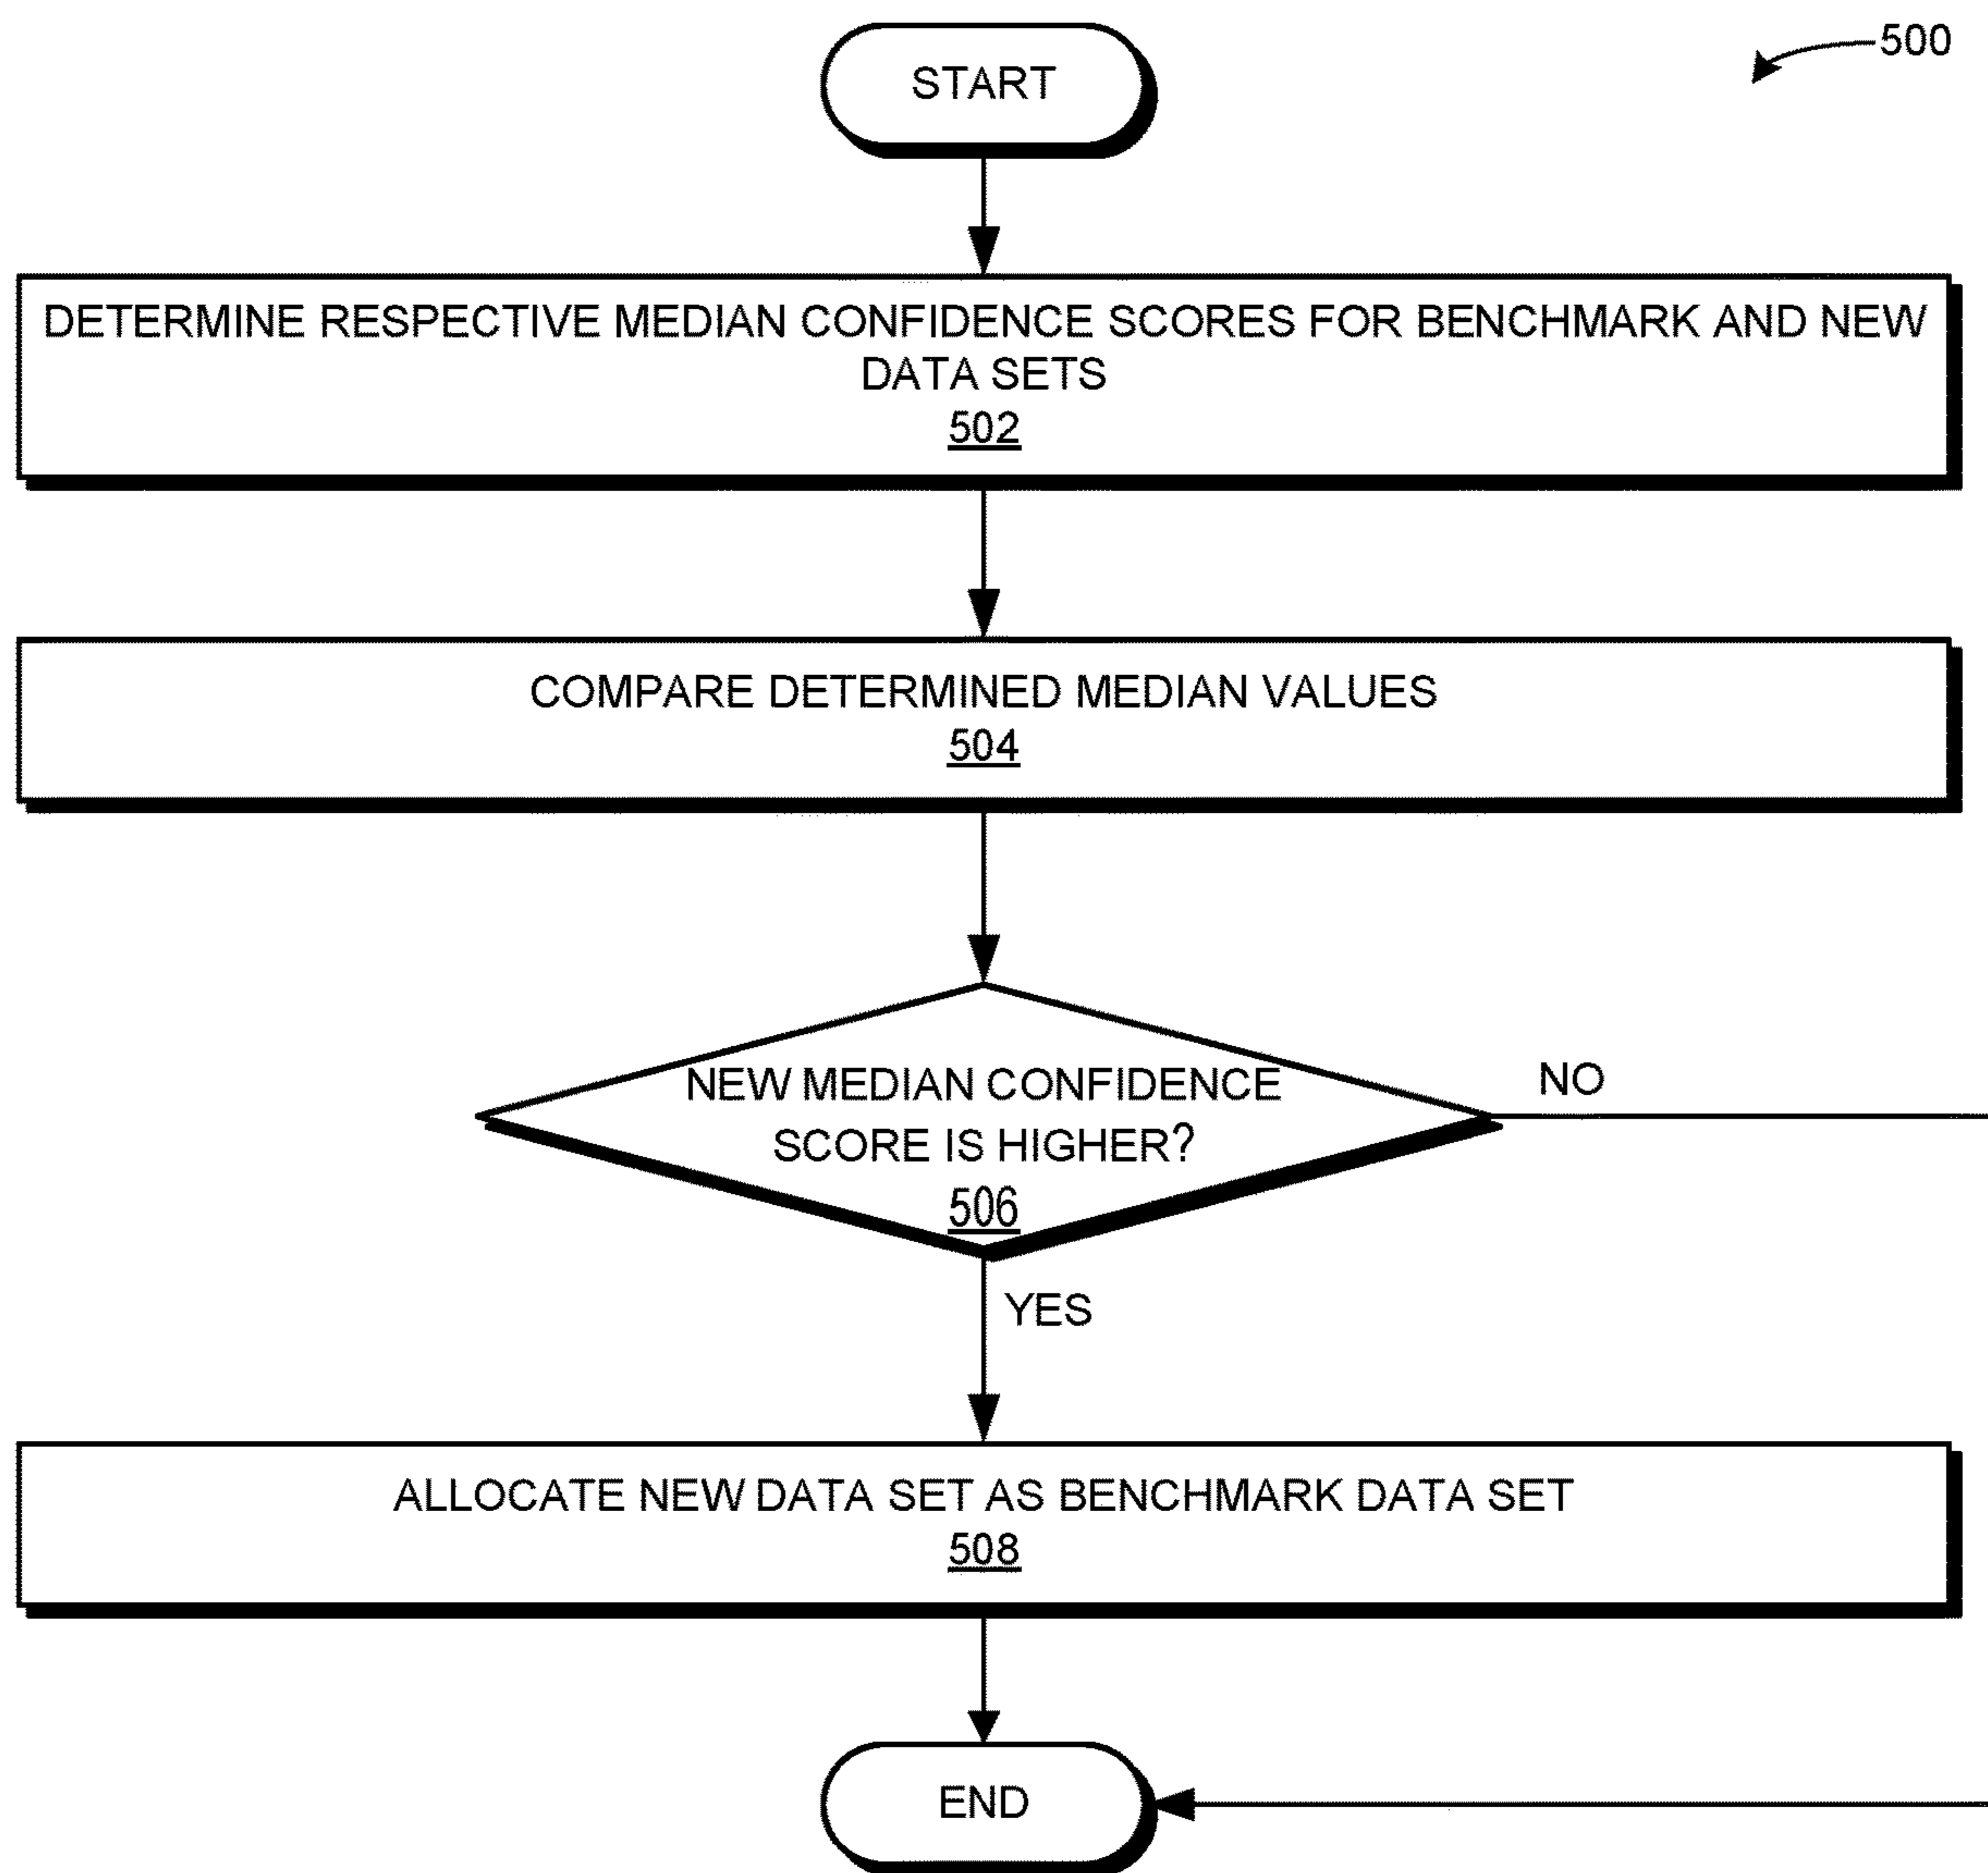 START
500
DETERMINE RESPECTIVE MEDIAN CONFIDENCE SCORES FOR BENCHMARK AND NEW
DATA SETS
502
COMPARE DETERMINED MEDIAN VALUES
504
NEW MEDIAN CONFIDENCE
SCORE IS HIGHER?
506
NO
YES
ALLOCATE NEW DATA SET AS BENCHMARK DATA SET
508
END